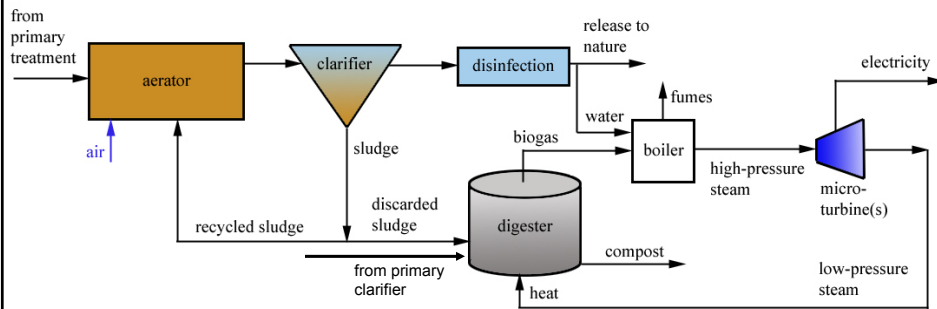 from
primary
treatment
aerator
air
clarifier
disinfection
release to
nature
water
fumes
boiler
electricity
biogas
high-pressure
steam
micro-
turbine(s)
sludge
recycled sludge
discarded
sludge
digester
from primary
clarifier
compost
heat
low-pressure
steam